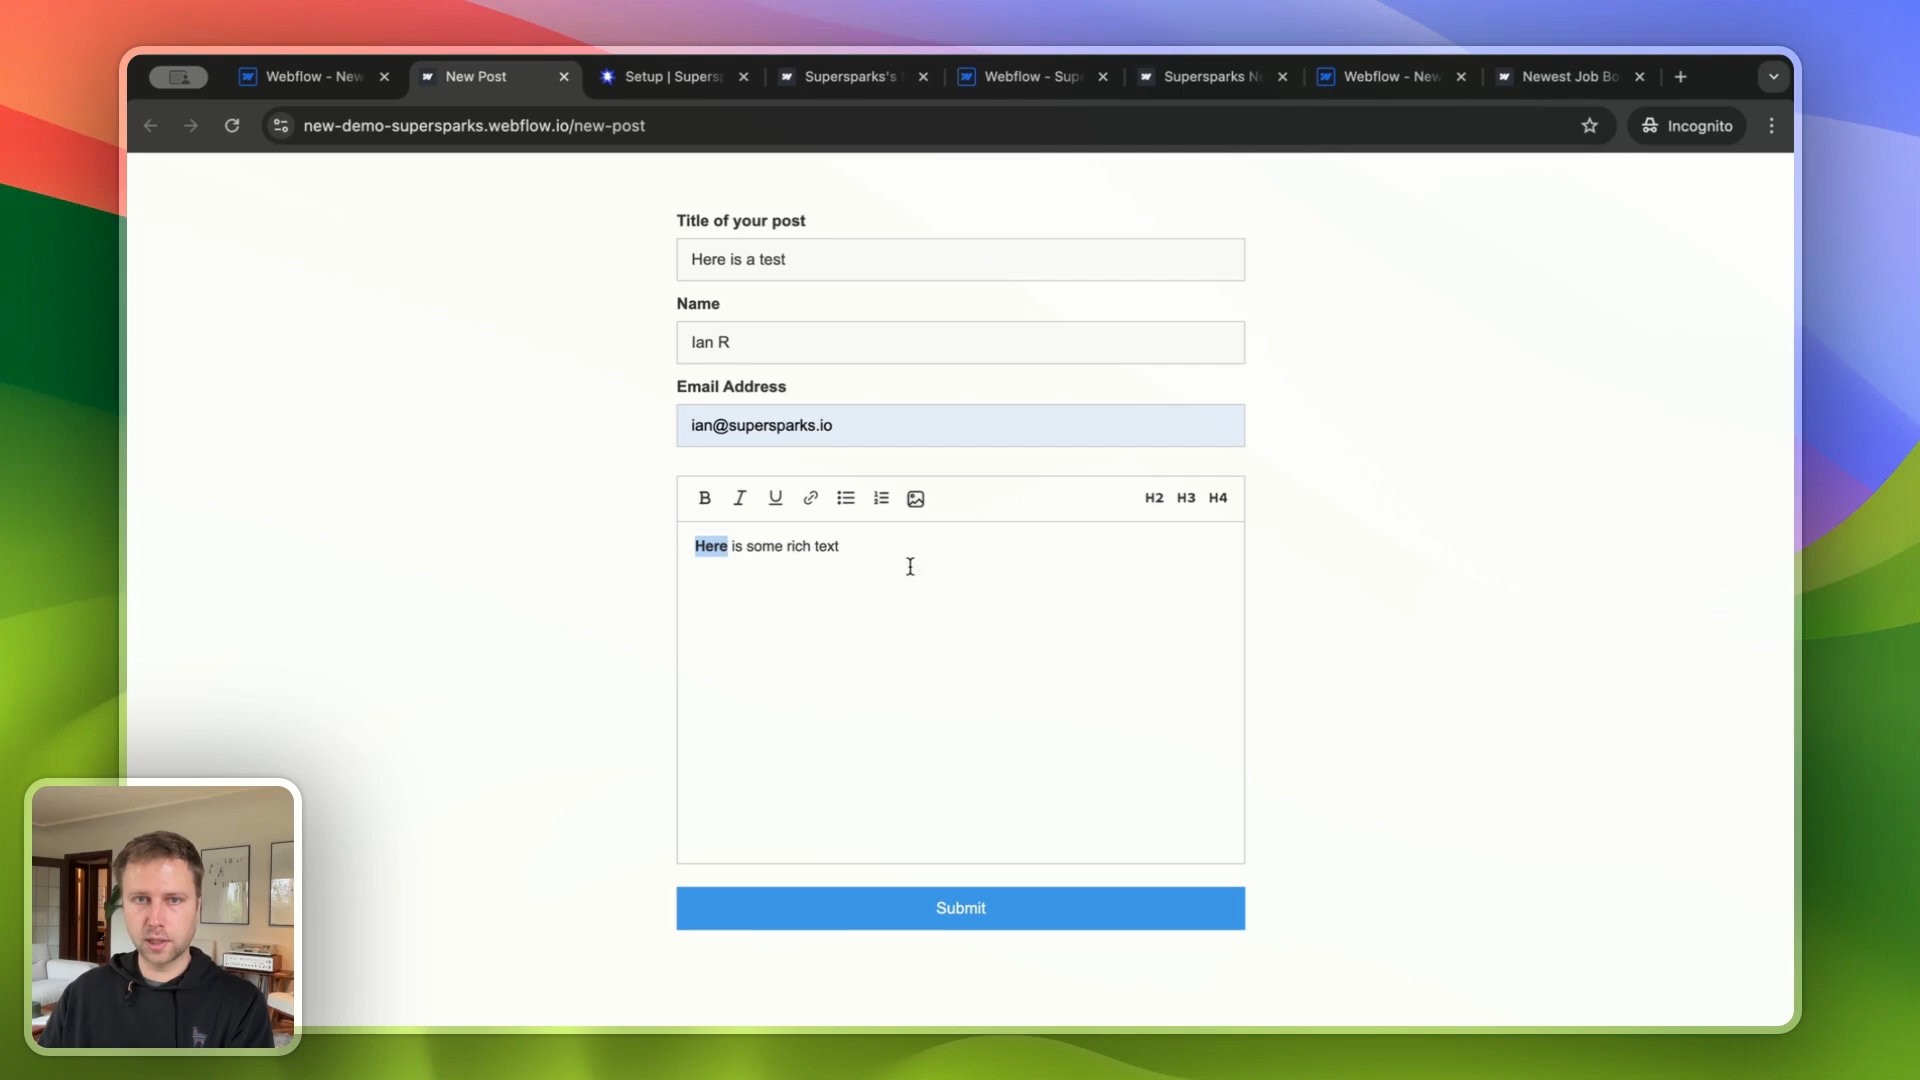 Webflow - New
New Post
Setup | Supersp
Supersparks's
Webflow - Sup
Supersparks Ne
Webflow - New
Newest Job Bo
new-demo-supersparks.webflow.io/new-post
Incognito
Title of your post
Here is a test
Name
Ian R
Email Address
ian@supersparks.io
B I U H2 H3 H4
Here is some rich text
Submit